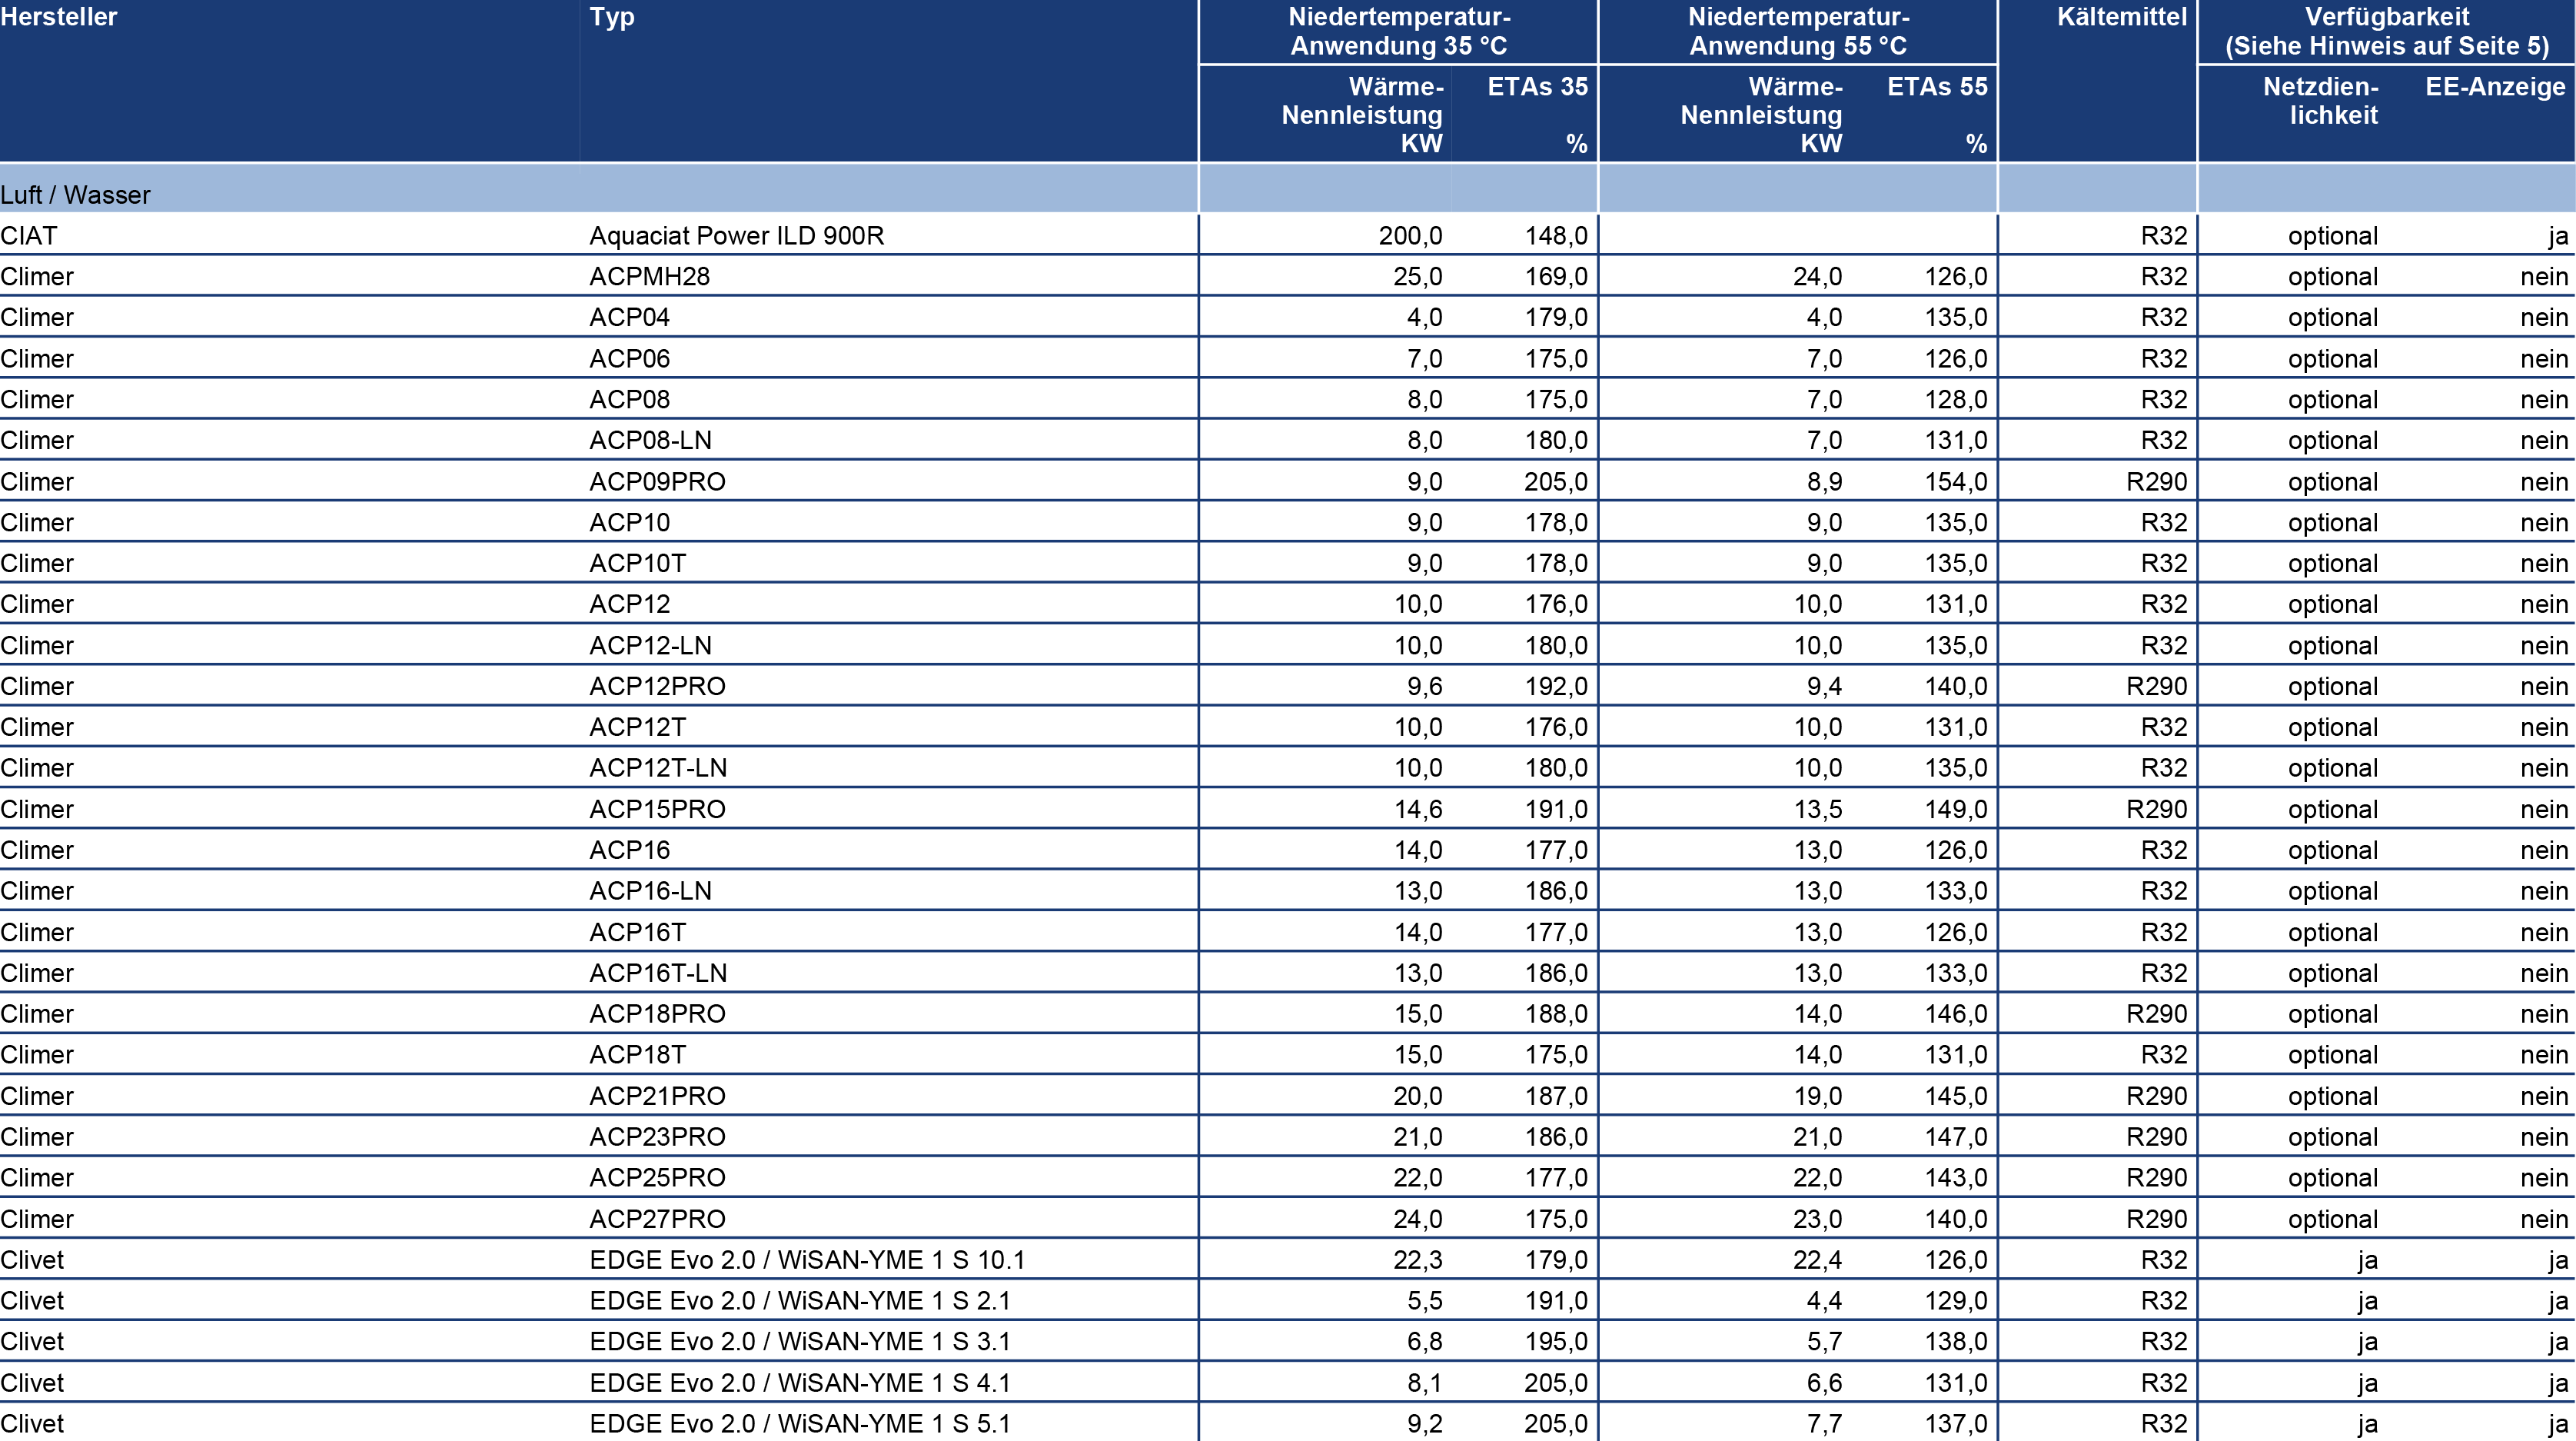 Hersteller Typ Niedertemperatur- Niedertemperatur- Kältemittel Verfügbarkeit
Anwendung 35 °C Anwendung 55 °C (Siehe Hinweis auf Seite 5)
Wärme- ETAs 35 Wärme- ETAs 55 Netzdien- EE-Anzeige
Nennleistung Nennleistung lichkeit
KW % KW %
Luft / Wasser
CIAT Aquaciat Power ILD 900R 200,0 148,0 R32 optional ja
Climer ACPMH28 25,0 169,0 24,0 126,0 R32 optional nein
Climer ACP04 4,0 179,0 4,0 135,0 R32 optional nein
Climer ACP06 7,0 175,0 7,0 126,0 R32 optional nein
Climer ACP08 8,0 175,0 7,0 128,0 R32 optional nein
Climer ACP08-LN 8,0 180,0 7,0 131,0 R32 optional nein
Climer ACP09PRO 9,0 205,0 8,9 154,0 R290 optional nein
Climer ACP10 9,0 178,0 9,0 135,0 R32 optional nein
Climer ACP10T 9,0 178,0 9,0 135,0 R32 optional nein
Climer ACP12 10,0 176,0 10,0 131,0 R32 optional nein
Climer ACP12-LN 10,0 180,0 10,0 135,0 R32 optional nein
Climer ACP12PRO 9,6 192,0 9,4 140,0 R290 optional nein
Climer ACP12T 10,0 176,0 10,0 131,0 R32 optional nein
Climer ACP12T-LN 10,0 180,0 10,0 135,0 R32 optional nein
Climer ACP15PRO 14,6 191,0 13,5 149,0 R290 optional nein
Climer ACP16 14,0 177,0 13,0 126,0 R32 optional nein
Climer ACP16-LN 13,0 186,0 13,0 133,0 R32 optional nein
Climer ACP16T 14,0 177,0 13,0 126,0 R32 optional nein
Climer ACP16T-LN 13,0 186,0 13,0 133,0 R32 optional nein
Climer ACP18PRO 15,0 188,0 14,0 146,0 R290 optional nein
Climer ACP18T 15,0 175,0 14,0 131,0 R32 optional nein
Climer ACP21PRO 20,0 187,0 19,0 145,0 R290 optional nein
Climer ACP23PRO 21,0 186,0 21,0 147,0 R290 optional nein
Climer ACP25PRO 22,0 177,0 22,0 143,0 R290 optional nein
Climer ACP27PRO 24,0 175,0 23,0 140,0 R290 optional nein
Clivet EDGE Evo 2.0 / WiSAN-YME 1 S 10.1 22,3 179,0 22,4 126,0 R32 ja ja
Clivet EDGE Evo 2.0 / WiSAN-YME 1 S 2.1 5,5 191,0 4,4 129,0 R32 ja ja
Clivet EDGE Evo 2.0 / WiSAN-YME 1 S 3.1 6,8 195,0 5,7 138,0 R32 ja ja
Clivet EDGE Evo 2.0 / WiSAN-YME 1 S 4.1 8,1 205,0 6,6 131,0 R32 ja ja
Clivet EDGE Evo 2.0 / WiSAN-YME 1 S 5.1 9,2 205,0 7,7 137,0 R32 ja ja